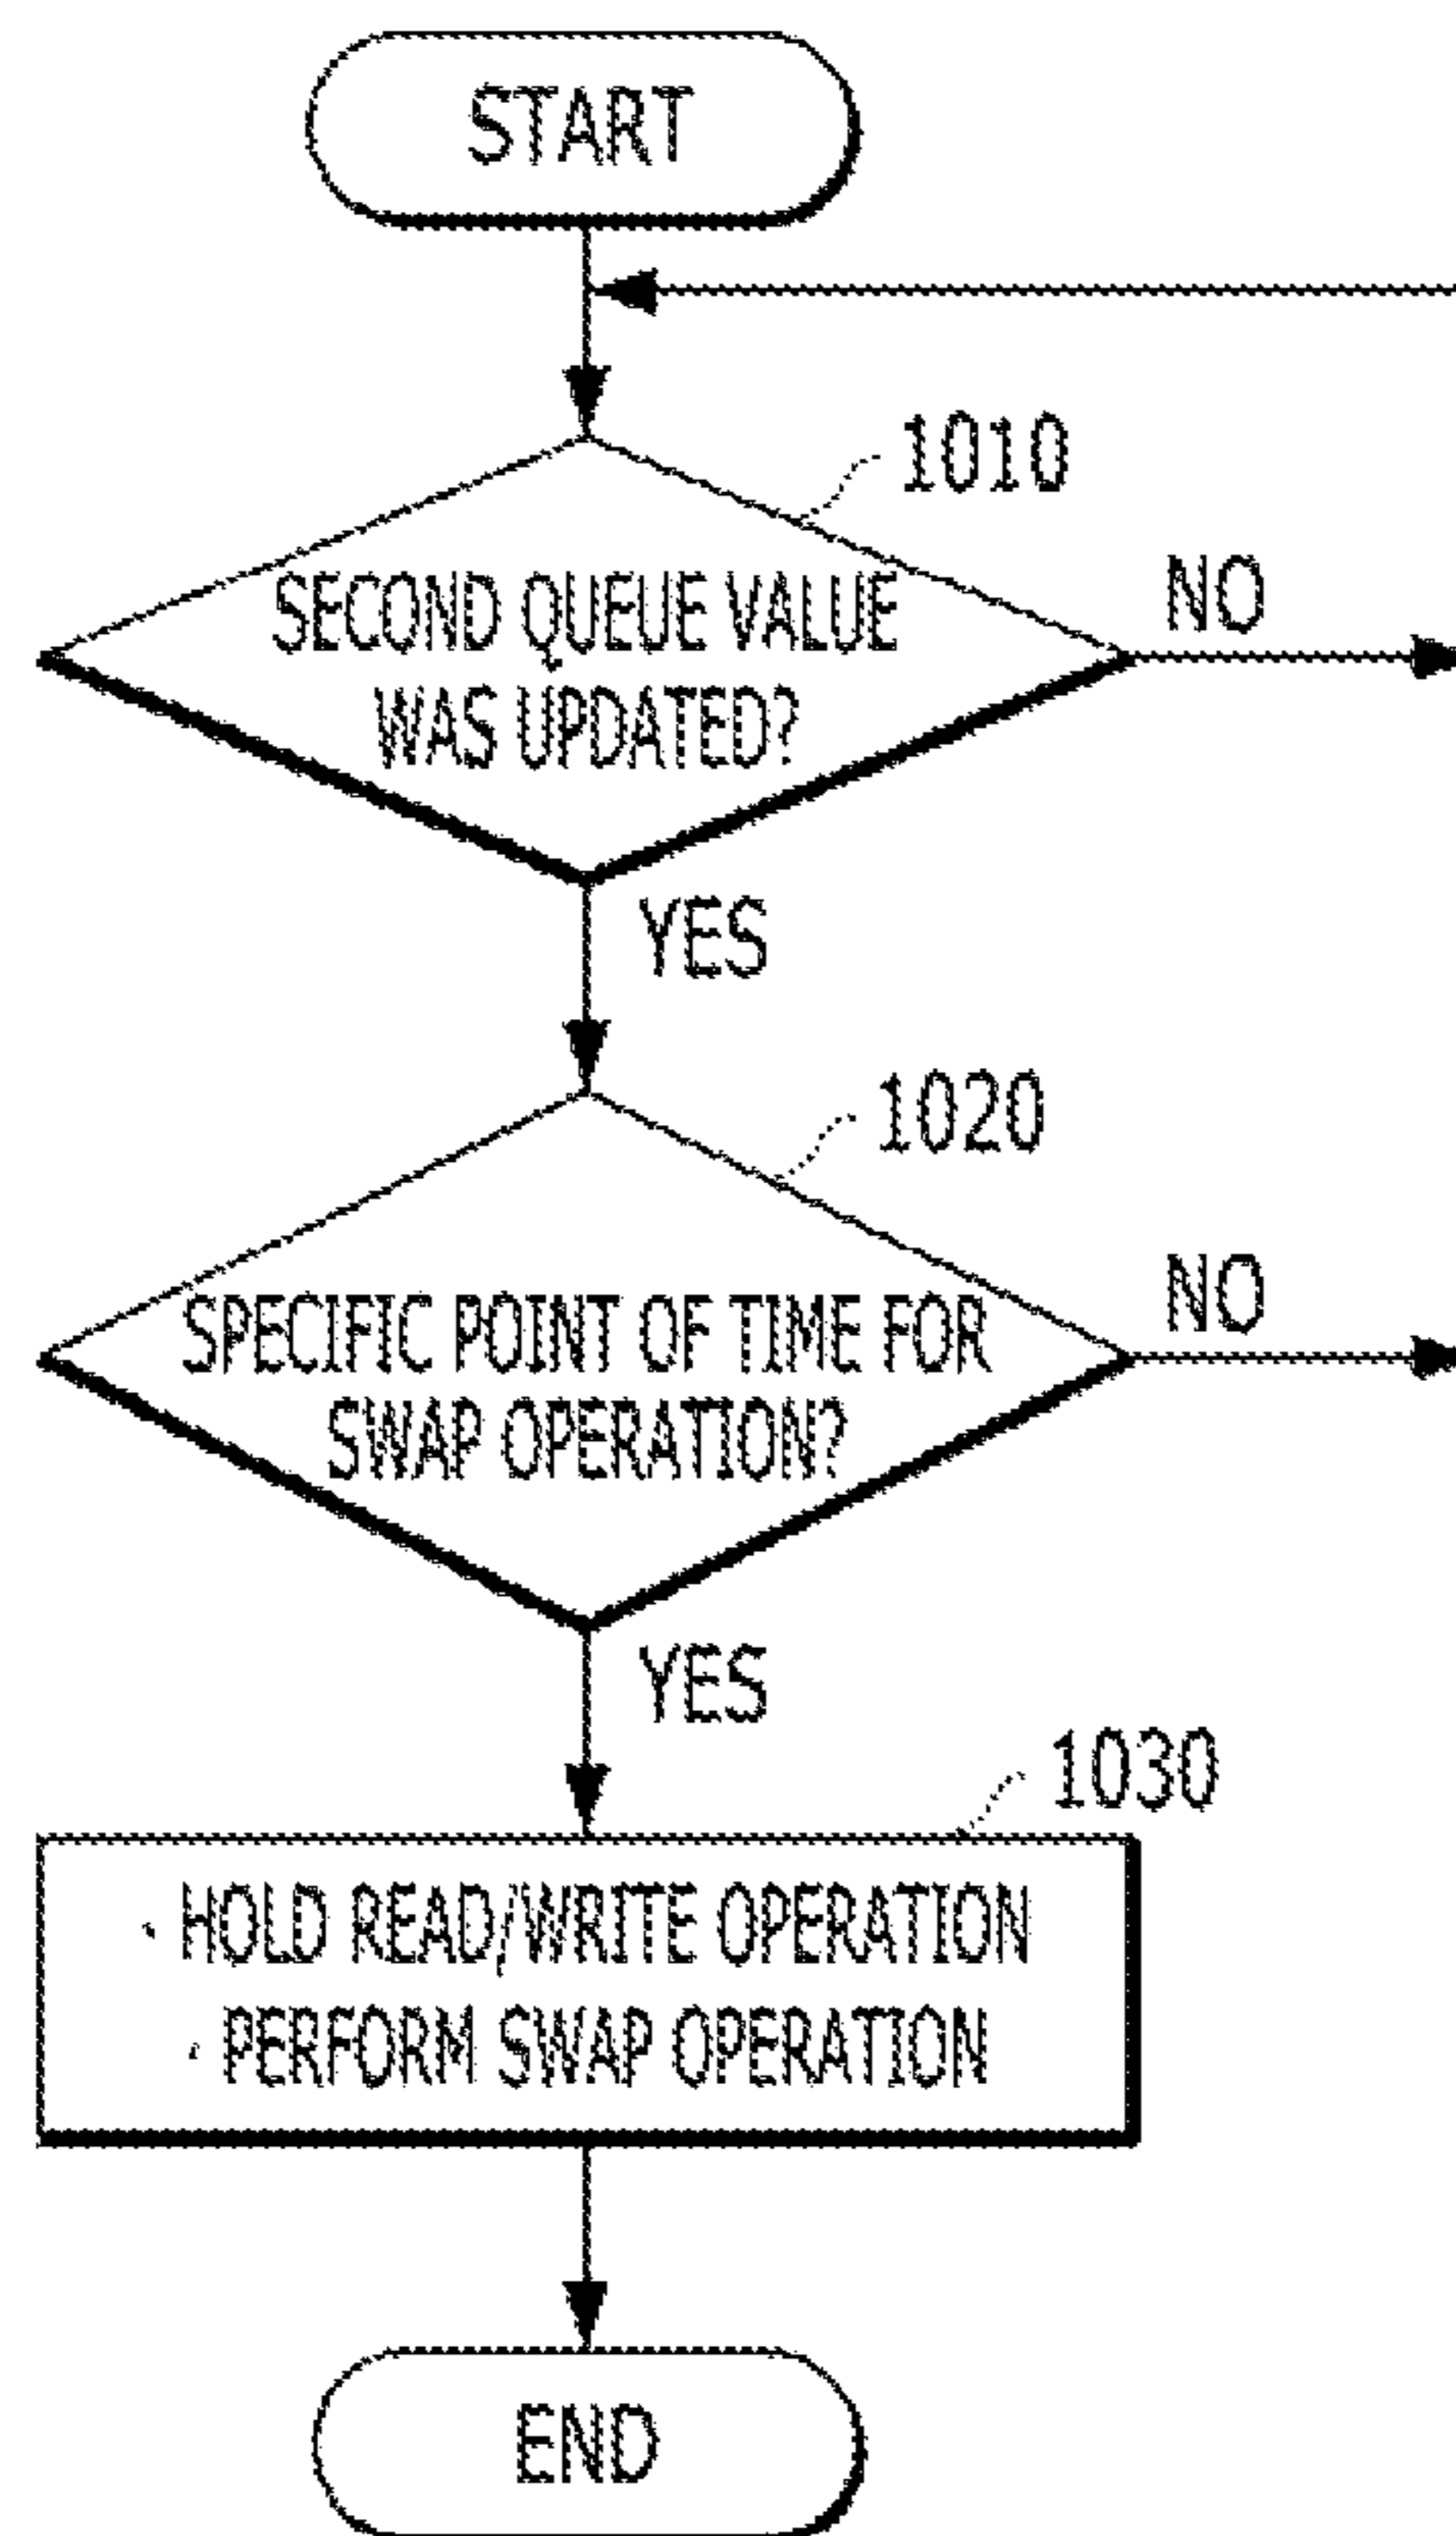 START
1010
SECOND QUEUE VALUE
WAS UPDATED?
NO
YES
1020
SPECIFIC POINT OF TIME FOR
SWAP OPERATION?
NO
YES
1030
· HOLD READ/WRITE OPERATION
· PERFORM SWAP OPERATION
END